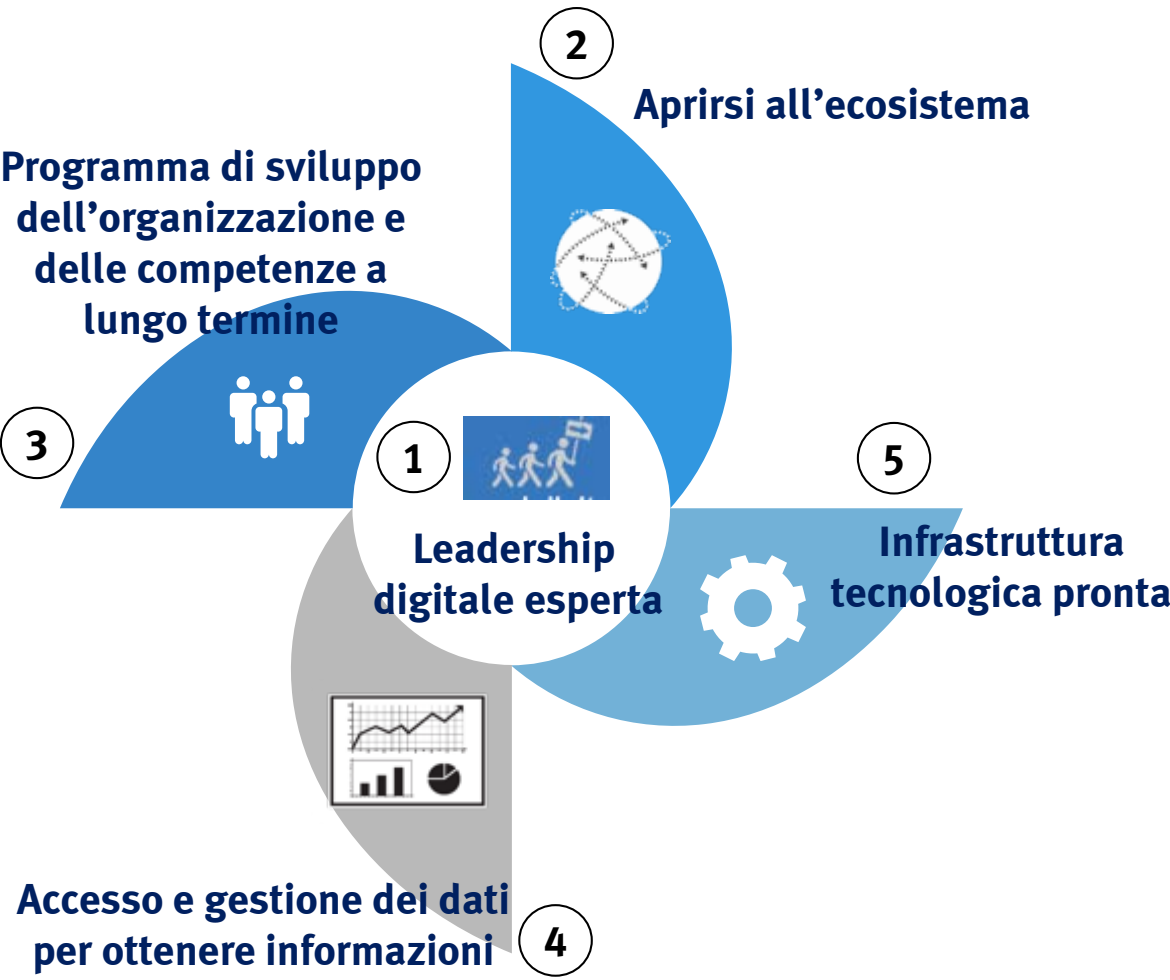 2
Aprirsi all’ecosistema
Programma di sviluppo
dell’organizzazione e
delle competenze a
lungo termine
3
1
Leadership
digitale esperta
5
Infrastruttura
tecnologica pronta
Accesso e gestione dei dati
per ottenere informazioni
4